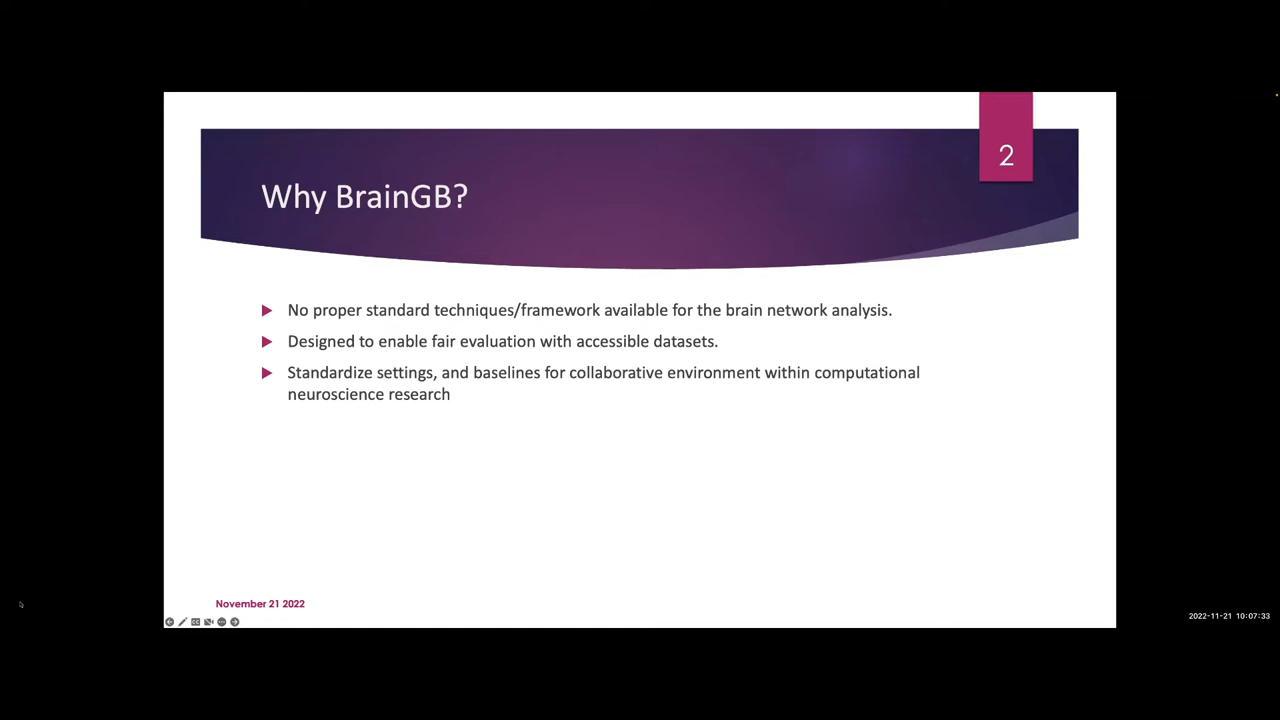 2
Why BrainGB?
No proper standard techniques/framework available for the brain network analysis.
Designed to enable fair evaluation with accessible datasets.
Standardize settings, and baselines for collaborative environment within computational
neuroscience research
November 21 2022
2022-11-21 10:07:33